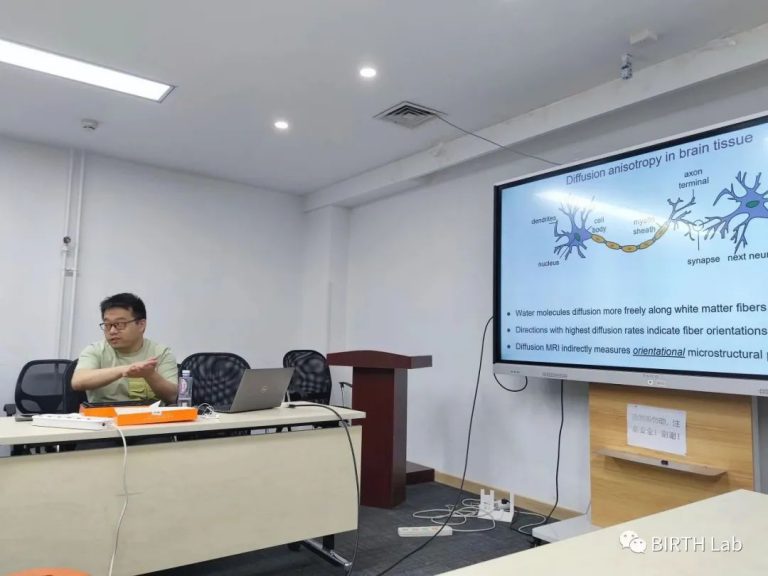 Diffusion anisotropy in brain tissue
axon
terminal
dendrites
cell
body
myelin
sheath
nucleus
synapse
next neur
Water molecules diffusion more freely along white matter fibers
Directions with highest diffusion rates indicate fiber orientations
Diffusion MRI indirectly measures orientational microstructural p
BIRTH Lab